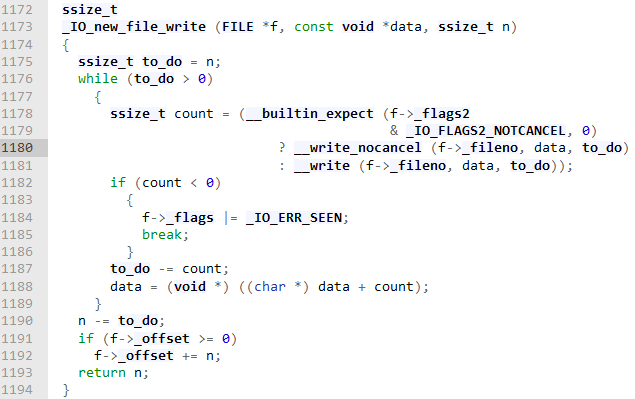 1172 ssize_t
1173 _IO_new_file_write (FILE *f, const void *data, ssize_t n)
1174 {
1175   ssize_t to_do = n;
1176   while (to_do > 0)
1177     {
1178       ssize_t count = (__builtin_expect (f->_flags2
1179                                          & _IO_FLAGS2_NOTCANCEL, 0)
1180                            ? __write_nocancel (f->_fileno, data, to_do)
1181                            : __write (f->_fileno, data, to_do));
1182       if (count < 0)
1183         {
1184           f->_flags |= _IO_ERR_SEEN;
1185           break;
1186         }
1187       to_do -= count;
1188       data = (void *) ((char *) data + count);
1189     }
1190   n -= to_do;
1191   if (f->_offset >= 0)
1192     f->_offset += n;
1193   return n;
1194 }